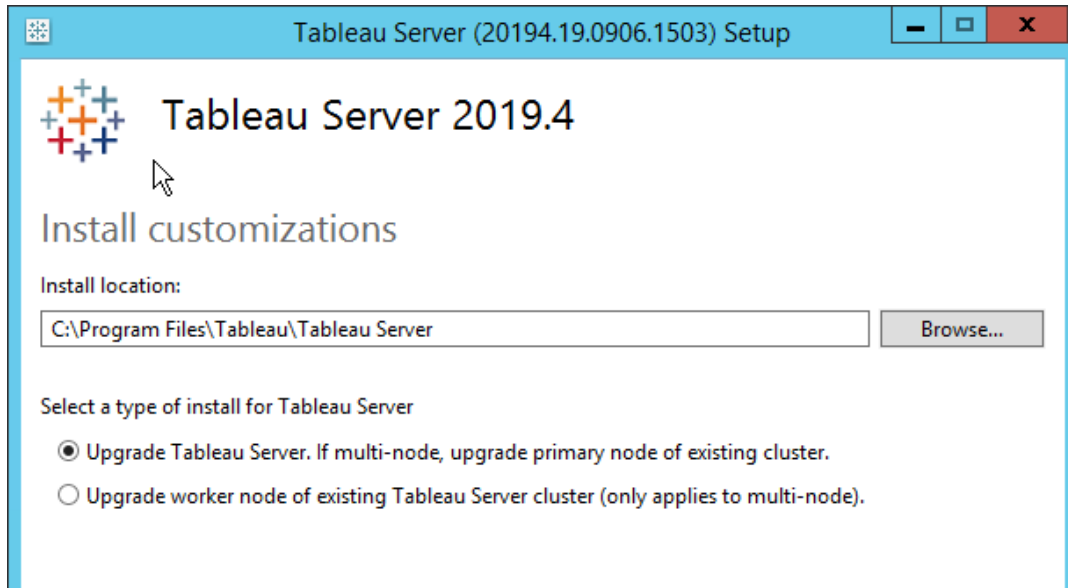 Tableau Server (20194.19.0906.1503) Setup
Tableau Server 2019.4
Install customizations
Install location:
C:\Program Files\Tableau\Tableau Server
Browse...
Select a type of install for Tableau Server
Upgrade Tableau Server. If multi-node, upgrade primary node of existing cluster.
Upgrade worker node of existing Tableau Server cluster (only applies to multi-node).